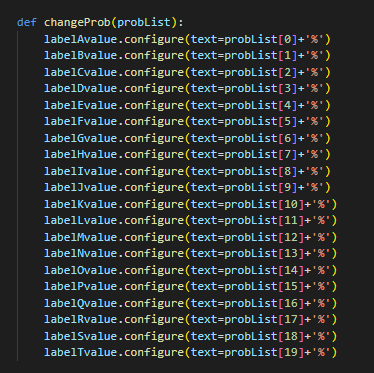 def changeProb(probList):
    labelAvalue.configure(text=probList[0]+'%')
    labelBvalue.configure(text=probList[1]+'%')
    labelCvalue.configure(text=probList[2]+'%')
    labelDvalue.configure(text=probList[3]+'%')
    labelEvalue.configure(text=probList[4]+'%')
    labelFvalue.configure(text=probList[5]+'%')
    labelGvalue.configure(text=probList[6]+'%')
    labelHvalue.configure(text=probList[7]+'%')
    labelIvalue.configure(text=probList[8]+'%')
    labelJvalue.configure(text=probList[9]+'%')
    labelKvalue.configure(text=probList[10]+'%')
    labelLvalue.configure(text=probList[11]+'%')
    labelMvalue.configure(text=probList[12]+'%')
    labelNvalue.configure(text=probList[13]+'%')
    labelOvalue.configure(text=probList[14]+'%')
    labelPvalue.configure(text=probList[15]+'%')
    labelQvalue.configure(text=probList[16]+'%')
    labelRvalue.configure(text=probList[17]+'%')
    labelSvalue.configure(text=probList[18]+'%')
    labelTvalue.configure(text=probList[19]+'%')